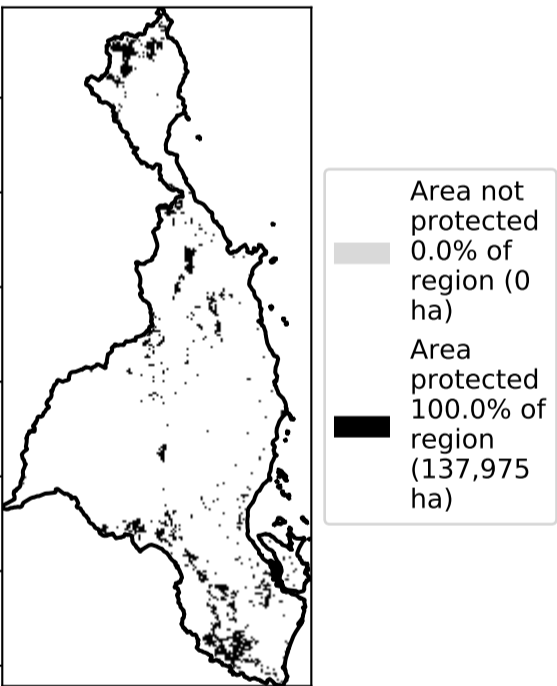 Area not
protected
0.0% of
region (0
ha)
Area
protected
100.0% of
region
(137,975
ha)